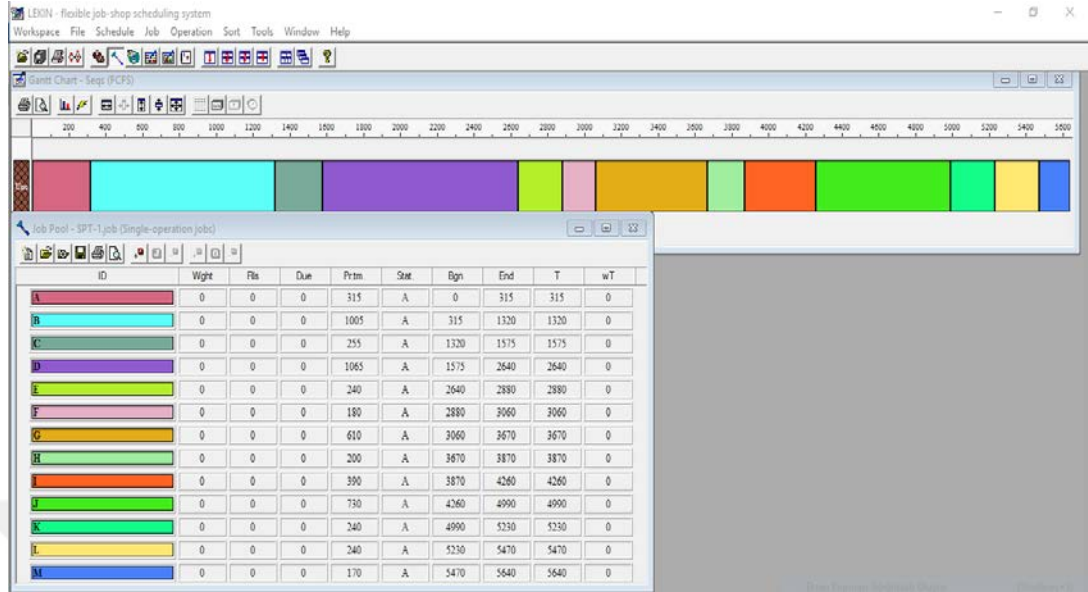 LEKIN - flexible job-shop scheduling system
Workspace File Schedule Job Operation Sort Tools Window Help
Gantt Chart - Seqs (FCFS)
200 400 600 800 1000 1200 1400 1600 1800 2000 2200 2400 2600 2800 3000 3200 3400 3600 3800 4000 4200 4400 4600 4800 5000 5200 5400 5600
Job Pool - SPT-1.job (Single-operation jobs)
ID Wght Rls Due Pr.tm Stat. Bgn End T wT
A 0 0 0 315 A 0 315 315 0
B 0 0 0 1005 A 315 1320 1320 0
C 0 0 0 255 A 1320 1575 1575 0
D 0 0 0 1065 A 1575 2640 2640 0
E 0 0 0 240 A 2640 2880 2880 0
F 0 0 0 180 A 2880 3060 3060 0
G 0 0 0 610 A 3060 3670 3670 0
H 0 0 0 200 A 3670 3870 3870 0
I 0 0 0 390 A 3870 4260 4260 0
J 0 0 0 730 A 4260 4990 4990 0
K 0 0 0 240 A 4990 5230 5230 0
L 0 0 0 240 A 5230 5470 5470 0
M 0 0 0 170 A 5470 5640 5640 0